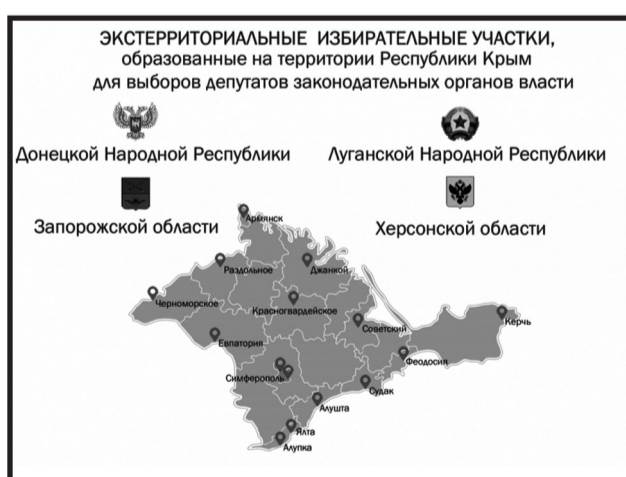 ЭКСТЕРРИТОРИАЛЬНЫЕ ИЗБИРАТЕЛЬНЫЕ УЧАСТКИ,
образованные на территории Республики Крым
для выборов депутатов законодательных органов власти
Донецкой Народной Республики
Луганской Народной Республики
Запорожской области
Херсонской области
Армянск
Раздольное
Джанкой
Черноморское
Красногвардейское
Советский
Керчь
Евпатория
Феодосия
Симферополь
Судак
Алушта
Ялта
Алупка